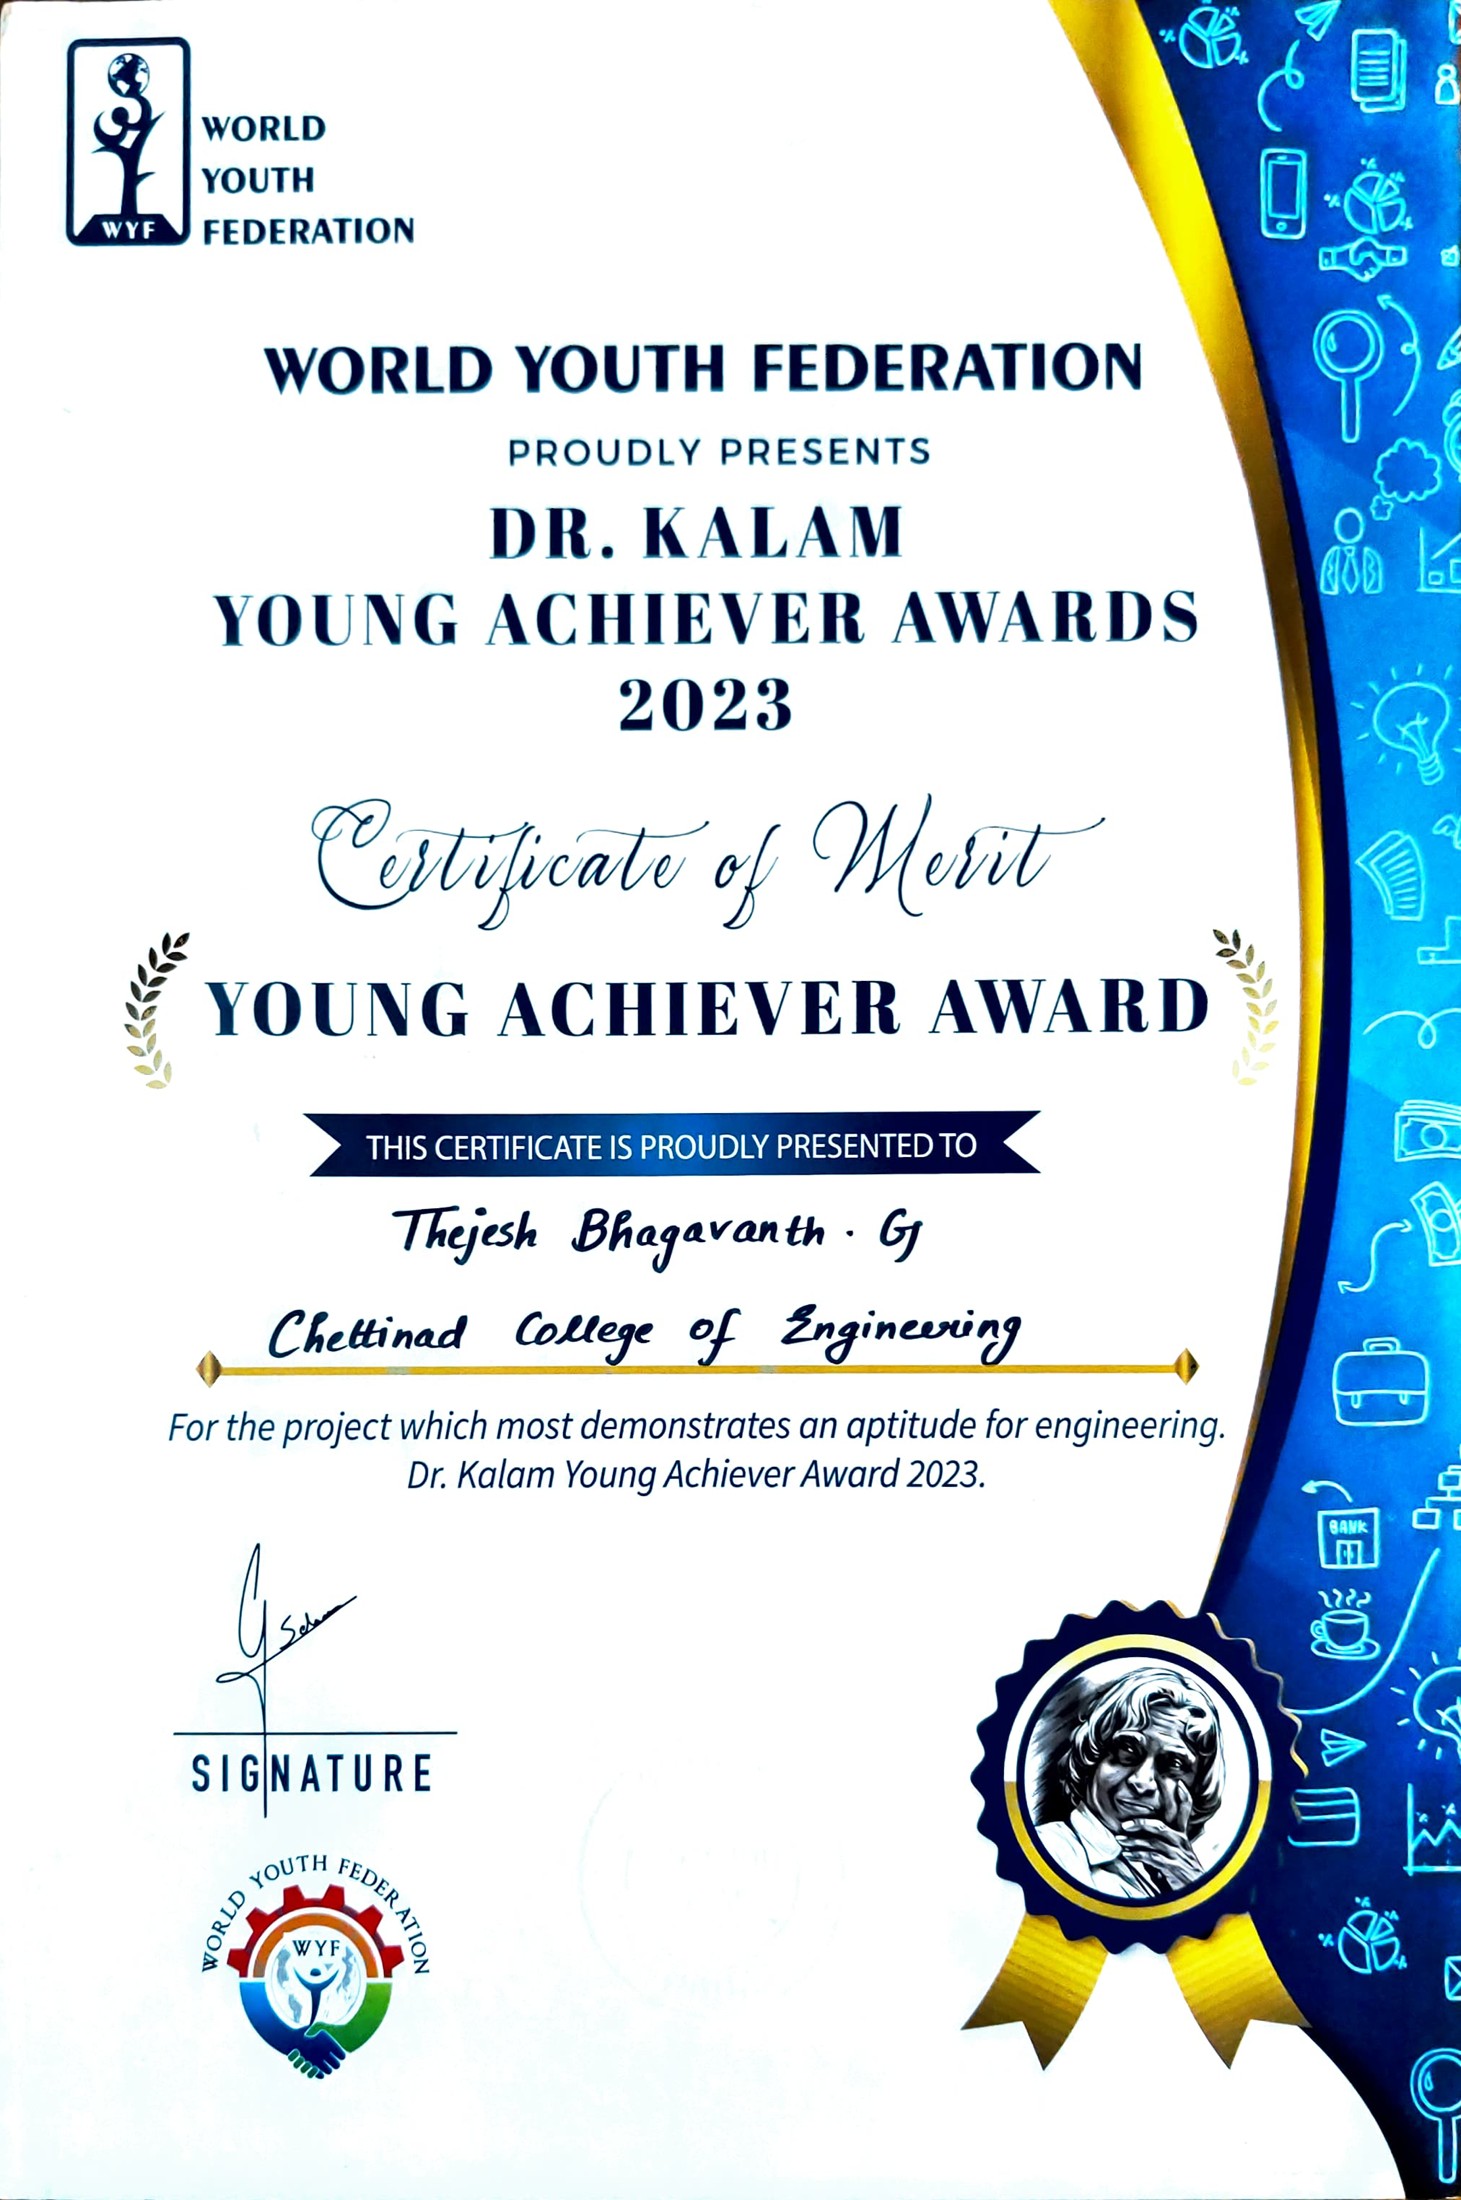 WYF
WORLD
YOUTH
FEDERATION
WORLD YOUTH FEDERATION
PROUDLY PRESENTS
DR. KALAM
YOUNG ACHIEVER AWARDS
2023
Certificate of Merit
YOUNG ACHIEVER AWARD
THIS CERTIFICATE IS PROUDLY PRESENTED TO
Thejesh Bhagavanth . G
Chettinad College of Engineering
For the project which most demonstrates an aptitude for engineering.
Dr. Kalam Young Achiever Award 2023.
BANK
SIGNATURE
WORLD YOUTH FEDERATION
WYF